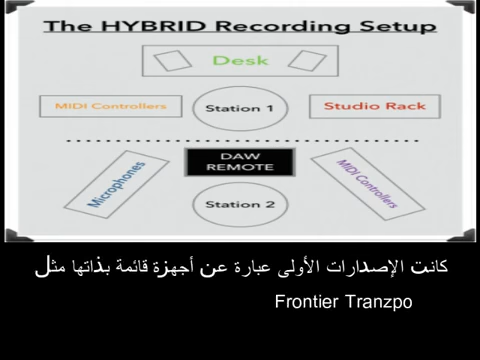 The HYBRID Recording Setup
Desk
MIDI Controllers
Station 1
Studio Rack
DAW
REMOTE
Microphones
MIDI Controllers
Station 2
كانت الإصدارات الأولى عبارة عن أجهزة قائمة بذاتها مثل
Frontier Tranzpo